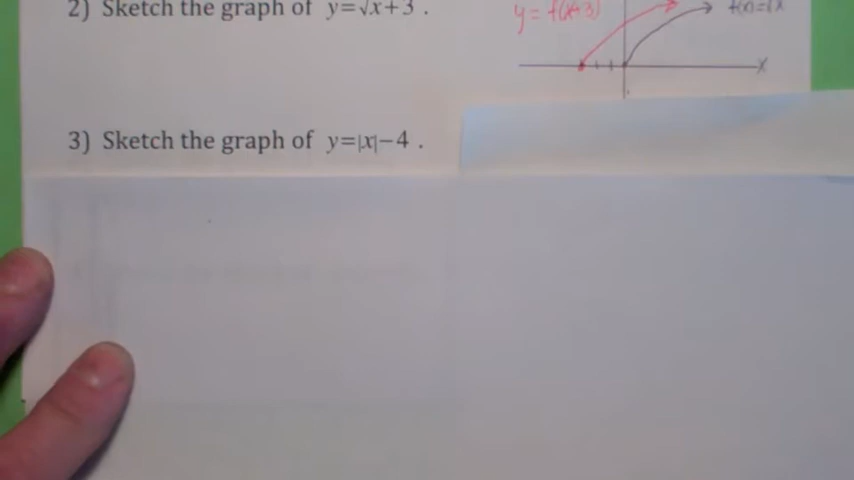 2) Sketch the graph of y=√x+3 .
y = f(x+3)
f(x)=√x
x
3) Sketch the graph of y=|x|−4 .